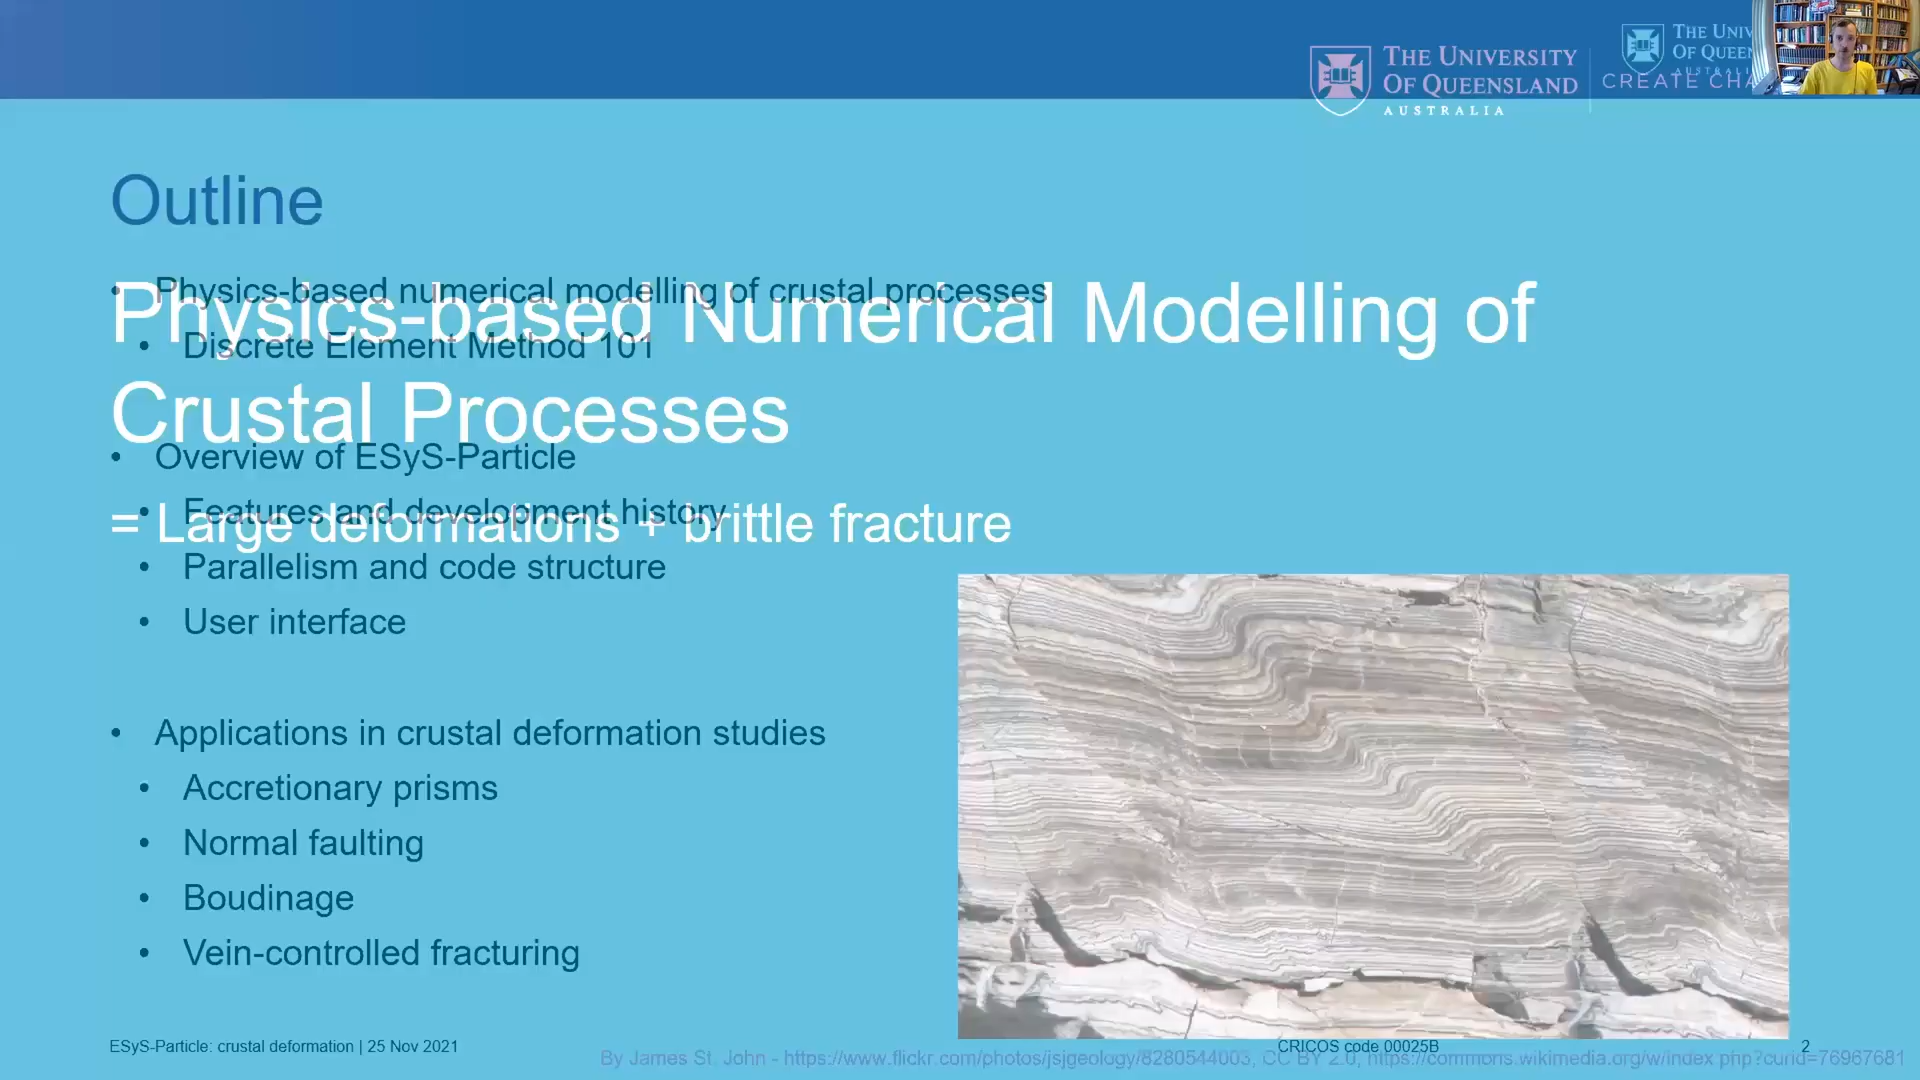 THE UNIVERSITY
OF QUEENSLAND
AUSTRALIA
CREATE CHA
THE UNIV
OF QUEEN
AUSTRALI
Outline
• Physics-based numerical modelling of crustal processes
Physics-based Numerical Modelling of
• Discrete Element Method 101
Crustal Processes
• Overview of ESyS-Particle
• Features and development history
= Large deformations + brittle fracture
• Parallelism and code structure
• User interface
• Applications in crustal deformation studies
• Accretionary prisms
• Normal faulting
• Boudinage
• Vein-controlled fracturing
ESyS-Particle: crustal deformation | 25 Nov 2021
CRICOS code 00025B
2
By James St. John - https://www.flickr.com/photos/jsjgeology/8280544003, CC BY 2.0, https://commons.wikimedia.org/w/index.php?curid=76967681